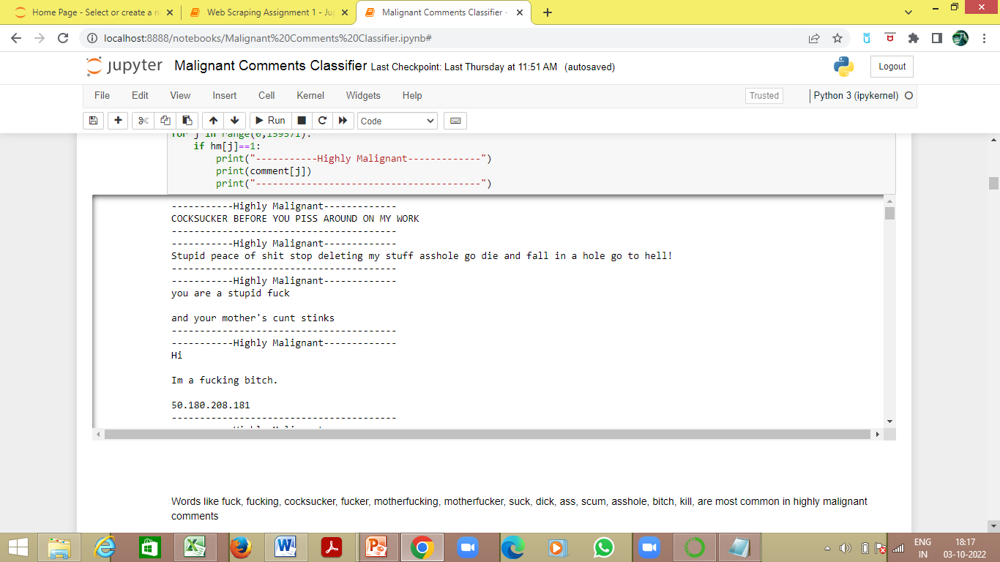 Home Page - Select or create a n
Web Scraping Assignment 1 - Jup
Malignant Comments Classifier -
localhost:8888/notebooks/Malignant%20Comments%20Classifier.ipynb#
jupyter Malignant Comments Classifier Last Checkpoint: Last Thursday at 11:51 AM (autosaved)
Logout
File Edit View Insert Cell Kernel Widgets Help
Trusted
Python 3 (ipykernel)
Run
Code
for j in range(0,159571):
if hm[j]==1:
print("-----------Highly Malignant-------------")
print(comment[j])
print("----------------------------------------")
-----------Highly Malignant-------------
COCKSUCKER BEFORE YOU PISS AROUND ON MY WORK
----------------------------------------
-----------Highly Malignant-------------
Stupid peace of shit stop deleting my stuff asshole go die and fall in a hole go to hell!
----------------------------------------
-----------Highly Malignant-------------
you are a stupid fuck
and your mother's cunt stinks
----------------------------------------
-----------Highly Malignant-------------
Hi
Im a fucking bitch.
50.180.208.181
----------------------------------------
Words like fuck, fucking, cocksucker, fucker, motherfucking, motherfucker, suck, dick, ass, scum, asshole, bitch, kill, are most common in highly malignant
comments
ENG
IN
18:17
03-10-2022